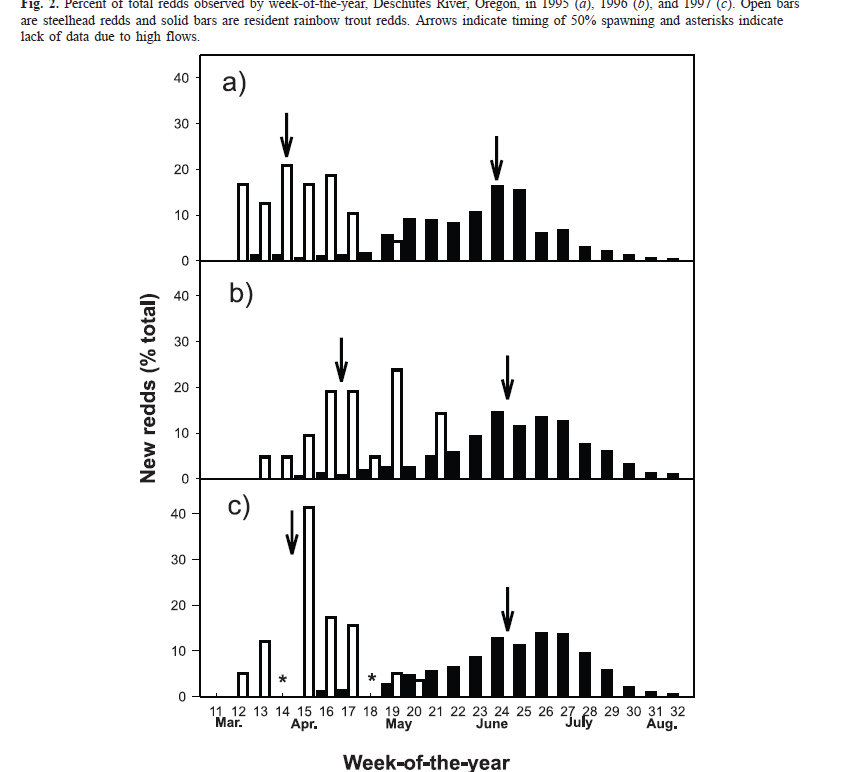 Fig. 2. Percent of total redds observed by week-of-the-year, Deschutes River, Oregon, in 1995 (a), 1996 (b), and 1997 (c). Open bars
are steelhead redds and solid bars are resident rainbow trout redds. Arrows indicate timing of 50% spawning and asterisks indicate
lack of data due to high flows.
a)
40
30
20
10
0
b)
40
30
20
10
0
c)
40
30
20
10
0
* *
New redds (% total)
11 12 13 14 15 16 17 18 19 20 21 22 23 24 25 26 27 28 29 30 31 32
Mar. Apr. May June July Aug.
Week-of-the-year